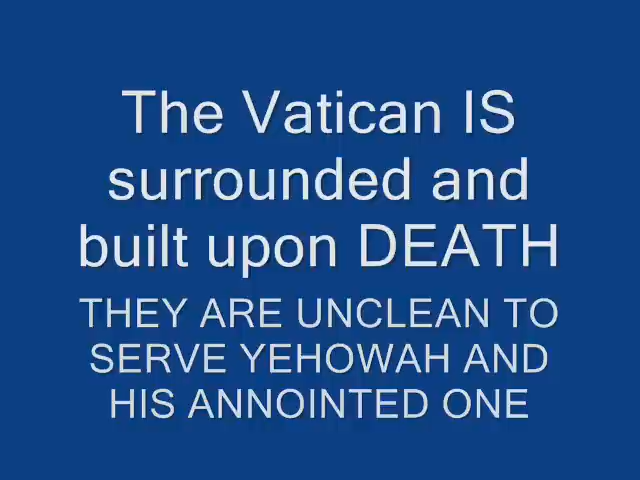 The Vatican IS
surrounded and
built upon DEATH
THEY ARE UNCLEAN TO
SERVE YEHOWAH AND
HIS ANNOINTED ONE